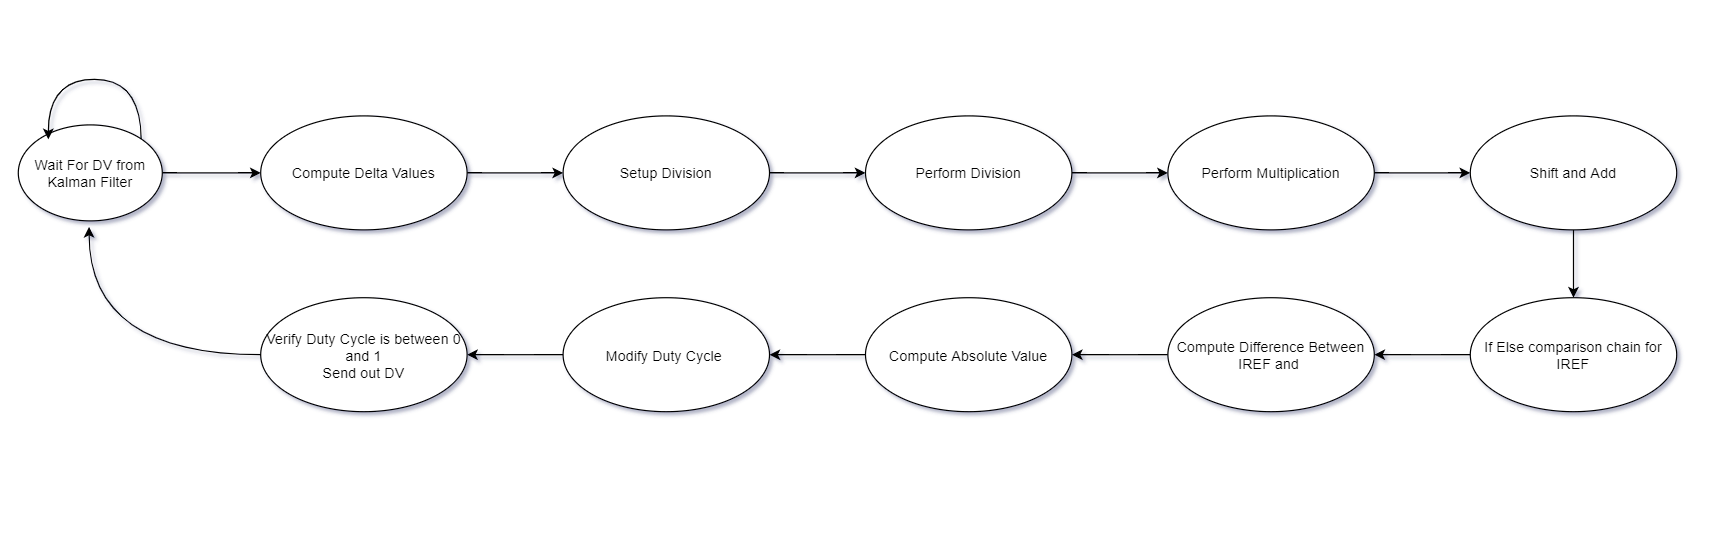 Wait For DV from
Kalman Filter
Compute Delta Values
Setup Division
Perform Division
Perform Multiplication
Shift and Add
If Else comparison chain for
IREF
Compute Difference Between
IREF and
Compute Absolute Value
Modify Duty Cycle
Verify Duty Cycle is between 0
and 1
Send out DV